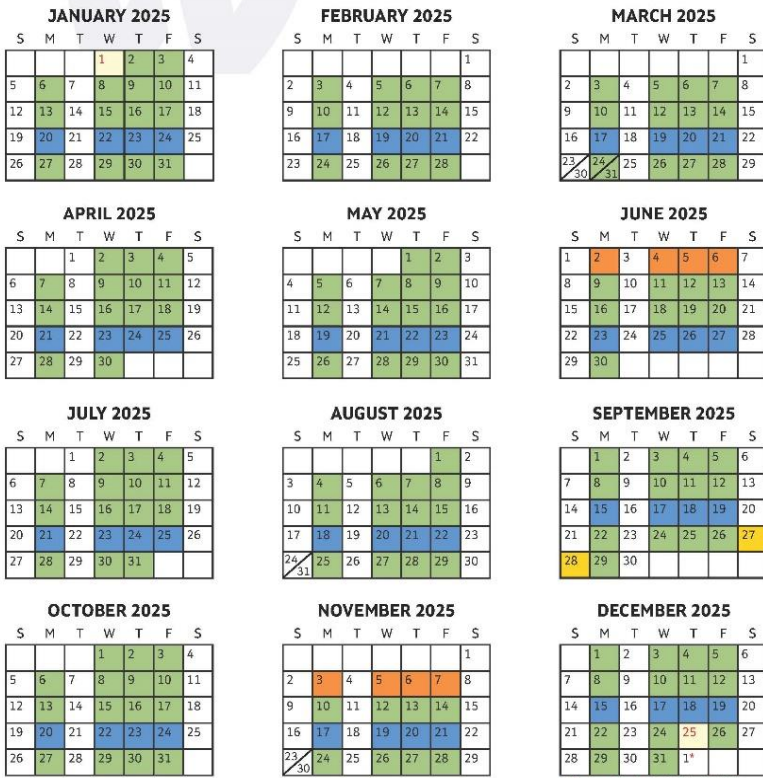 JANUARY 2025
S M T W T F S
1 2 3 4
5 6 7 8 9 10 11
12 13 14 15 16 17 18
19 20 21 22 23 24 25
26 27 28 29 30 31
FEBRUARY 2025
S M T W T F S
1
2 3 4 5 6 7 8
9 10 11 12 13 14 15
16 17 18 19 20 21 22
23 24 25 26 27 28
MARCH 2025
S M T W T F S
1
2 3 4 5 6 7 8
9 10 11 12 13 14 15
16 17 18 19 20 21 22
23/30 24/31 25 26 27 28 29
APRIL 2025
S M T W T F S
1 2 3 4 5
6 7 8 9 10 11 12
13 14 15 16 17 18 19
20 21 22 23 24 25 26
27 28 29 30
MAY 2025
S M T W T F S
1 2 3
4 5 6 7 8 9 10
11 12 13 14 15 16 17
18 19 20 21 22 23 24
25 26 27 28 29 30 31
JUNE 2025
S M T W T F S
1 2 3 4 5 6 7
8 9 10 11 12 13 14
15 16 17 18 19 20 21
22 23 24 25 26 27 28
29 30
JULY 2025
S M T W T F S
1 2 3 4 5
6 7 8 9 10 11 12
13 14 15 16 17 18 19
20 21 22 23 24 25 26
27 28 29 30 31
AUGUST 2025
S M T W T F S
1 2
3 4 5 6 7 8 9
10 11 12 13 14 15 16
17 18 19 20 21 22 23
24/31 25 26 27 28 29 30
SEPTEMBER 2025
S M T W T F S
1 2 3 4 5 6
7 8 9 10 11 12 13
14 15 16 17 18 19 20
21 22 23 24 25 26 27
28 29 30
OCTOBER 2025
S M T W T F S
1 2 3 4
5 6 7 8 9 10 11
12 13 14 15 16 17 18
19 20 21 22 23 24 25
26 27 28 29 30 31
NOVEMBER 2025
S M T W T F S
1
2 3 4 5 6 7 8
9 10 11 12 13 14 15
16 17 18 19 20 21 22
23/30 24 25 26 27 28 29
DECEMBER 2025
S M T W T F S
1 2 3 4 5 6
7 8 9 10 11 12 13
14 15 16 17 18 19 20
21 22 23 24 25 26 27
28 29 30 31 1*